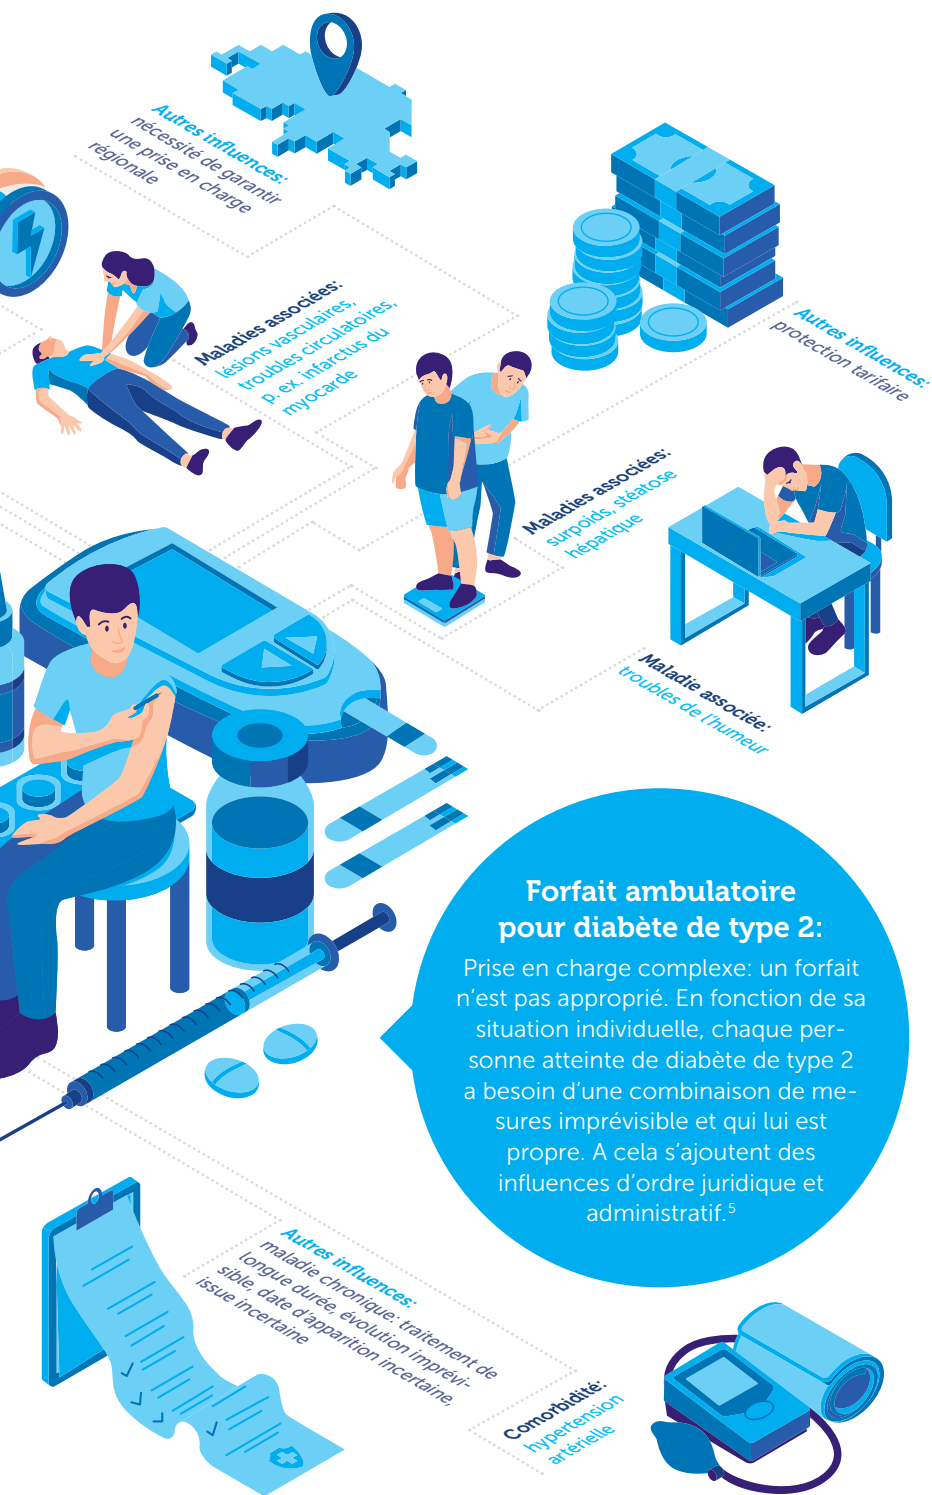 Autres influences:
nécessité de garantir
une prise en charge
régionale
Maladies associées:
lésions vasculaires,
troubles circulatoires,
p. ex. infarctus du
myocarde
Autres influences:
protection tarifaire
Maladies associées:
surpoids, stéatose
hépatique
Maladie associée:
troubles de l’humeur
Forfait ambulatoire
pour diabète de type 2:
Prise en charge complexe: un forfait
n’est pas approprié. En fonction de sa
situation individuelle, chaque per-
sonne atteinte de diabète de type 2
a besoin d’une combinaison de me-
sures imprévisible et qui lui est
propre. A cela s’ajoutent des
influences d’ordre juridique et
administratif.⁵
Autres influences:
maladie chronique: traitement de
longue durée, évolution imprévi-
sible, date d’apparition incertaine,
issue incertaine
Comorbidité:
hypertension
artérielle